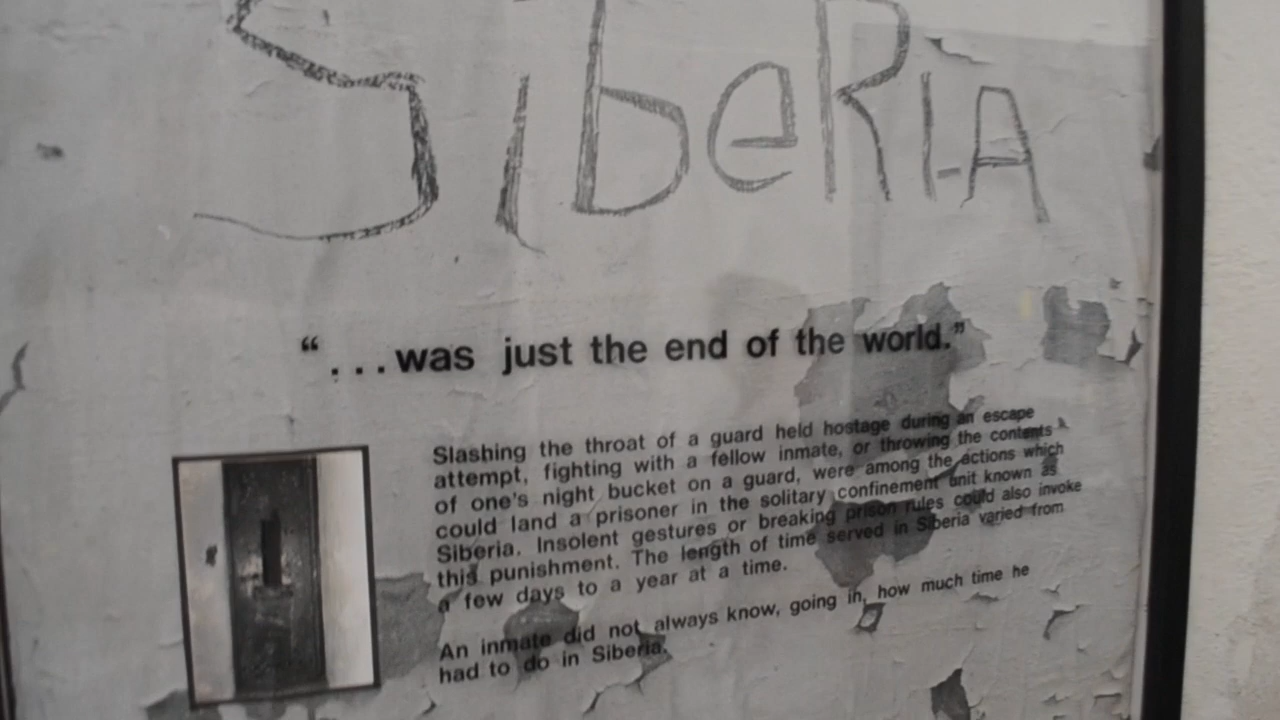 SibeRIA
“...was just the end of the world.”
Slashing the throat of a guard held hostage during an escape
attempt, fighting with a fellow inmate, or throwing the contents
of one's night bucket on a guard, were among the actions which
could land a prisoner in the solitary confinement unit known as
Siberia. Insolent gestures or breaking prison rules could also invoke
this punishment. The length of time served in Siberia varied from
a few days to a year at a time.
An inmate did not always know, going in, how much time he
had to do in Siberia.